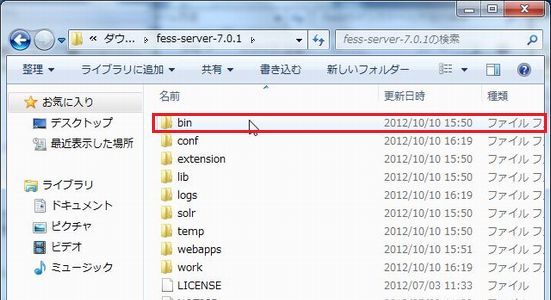 « ダウ... ▸ fess-server-7.0.1 ▸ fess-server-7.0.1の検索
整理 ライブラリに追加 共有 書き込む 新しいフォルダー
お気に入り
デスクトップ
最近表示した場所
ライブラリ
ドキュメント
ピクチャ
ビデオ
ミュージック
名前 更新日時 種類
bin 2012/10/10 15:50 ファイル フ
conf 2012/10/10 16:19 ファイル フ
extension 2012/10/10 15:50 ファイル フ
lib 2012/10/10 15:50 ファイル フ
logs 2012/10/10 16:19 ファイル フ
solr 2012/10/10 15:50 ファイル フ
temp 2012/10/10 15:50 ファイル フ
webapps 2012/10/10 15:51 ファイル フ
work 2012/10/10 16:19 ファイル フ
LICENSE 2012/07/03 11:33 ファイル